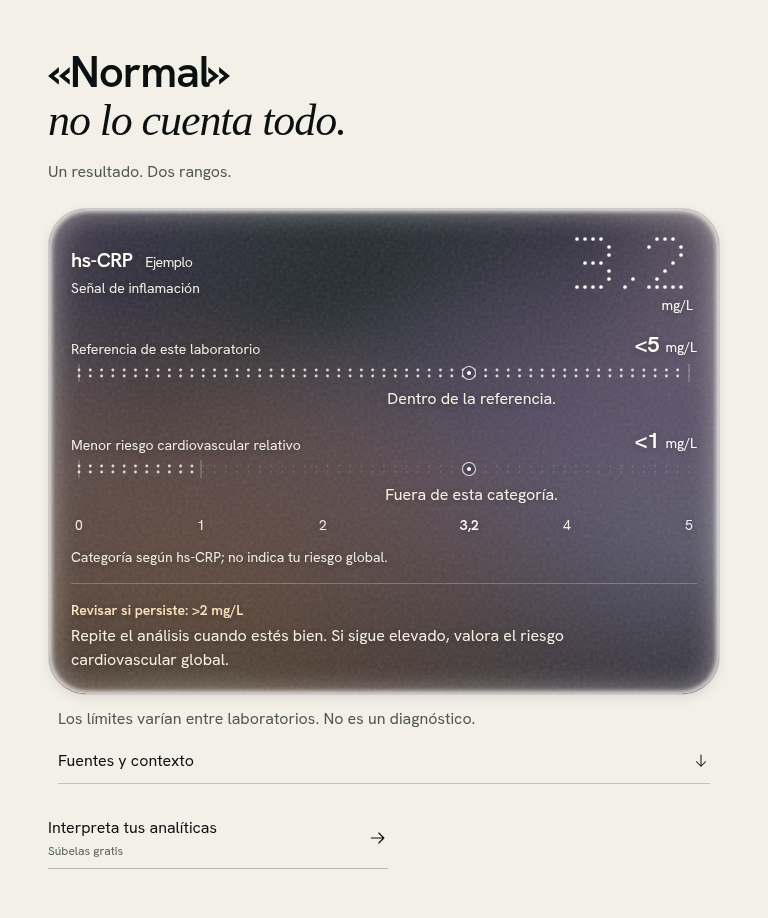 «Normal»
no lo cuenta todo.
Un resultado. Dos rangos.
hs-CRP Ejemplo
3.2
Señal de inflamación
mg/L
Referencia de este laboratorio <5 mg/L
Dentro de la referencia.
Menor riesgo cardiovascular relativo <1 mg/L
Fuera de esta categoría.
0 1 2 3,2 4 5
Categoría según hs-CRP; no indica tu riesgo global.
Revisar si persiste: >2 mg/L
Repite el análisis cuando estés bien. Si sigue elevado, valora el riesgo
cardiovascular global.
Los límites varían entre laboratorios. No es un diagnóstico.
Fuentes y contexto ↓
Interpreta tus analíticas →
Súbelas gratis